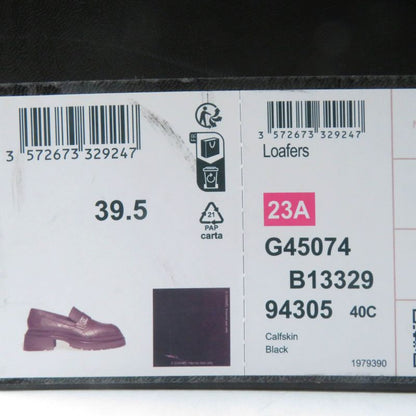 3 572673 329247
39.5
FR
21
PAP
carta
3 572673 329247
Loafers
23A
G45074
B13329
94305 40C
Calfskin
Black
1979390